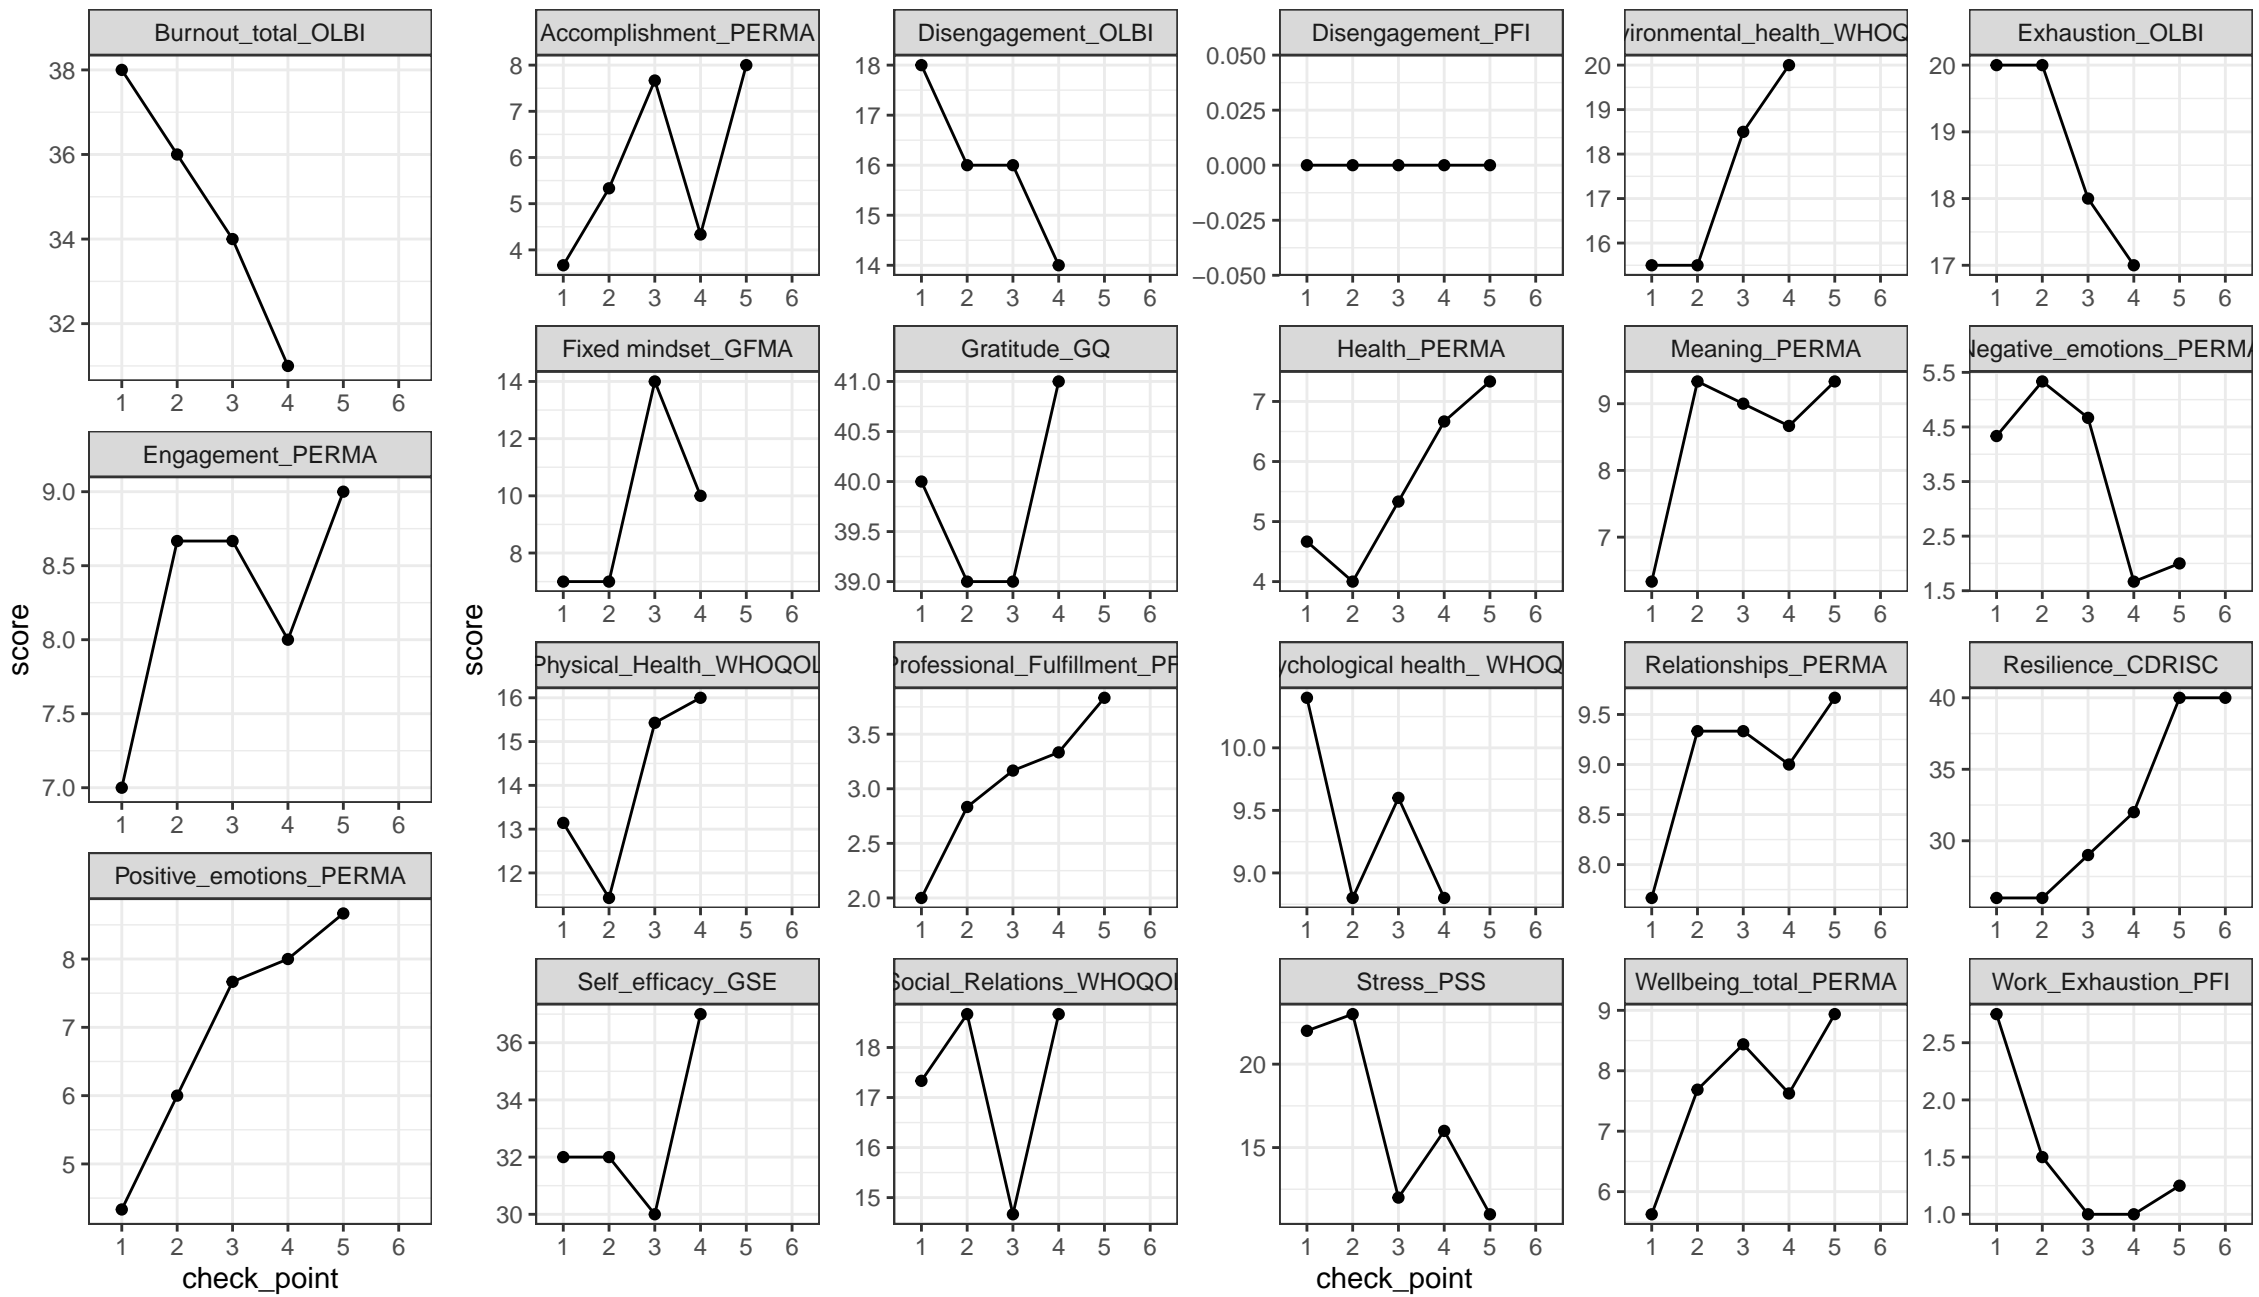 Burnout_total_OLBI
38
36
34
32
1 2 3 4 5 6
Engagement_PERMA
9.0
8.5
8.0
7.5
7.0
1 2 3 4 5 6
Positive_emotions_PERMA
8
7
6
5
1 2 3 4 5 6
score
check_point
Accomplishment_PERMA
8
7
6
5
4
1 2 3 4 5 6
Disengagement_OLBI
18
17
16
15
14
1 2 3 4 5 6
Disengagement_PFI
0.050
0.025
0.000
−0.025
−0.050
1 2 3 4 5 6
vironmental_health_WHOQ
20
19
18
17
16
1 2 3 4 5 6
Exhaustion_OLBI
20
19
18
17
1 2 3 4 5 6
Fixed mindset_GFMA
14
12
10
8
1 2 3 4 5 6
Gratitude_GQ
41.0
40.5
40.0
39.5
39.0
1 2 3 4 5 6
Health_PERMA
7
6
5
4
1 2 3 4 5 6
Meaning_PERMA
9
8
7
1 2 3 4 5 6
Negative_emotions_PERMA
5.5
4.5
3.5
2.5
1.5
1 2 3 4 5 6
Physical_Health_WHOQOL
16
15
14
13
12
1 2 3 4 5 6
Professional_Fulfillment_PF
3.5
3.0
2.5
2.0
1 2 3 4 5 6
ychological health_ WHOQ
10.0
9.5
9.0
1 2 3 4 5 6
Relationships_PERMA
9.5
9.0
8.5
8.0
1 2 3 4 5 6
Resilience_CDRISC
40
35
30
1 2 3 4 5 6
Self_efficacy_GSE
36
34
32
30
1 2 3 4 5 6
Social_Relations_WHOQOL
18
17
16
15
1 2 3 4 5 6
Stress_PSS
20
15
1 2 3 4 5 6
Wellbeing_total_PERMA
9
8
7
6
1 2 3 4 5 6
Work_Exhaustion_PFI
2.5
2.0
1.5
1.0
1 2 3 4 5 6
score
check_point